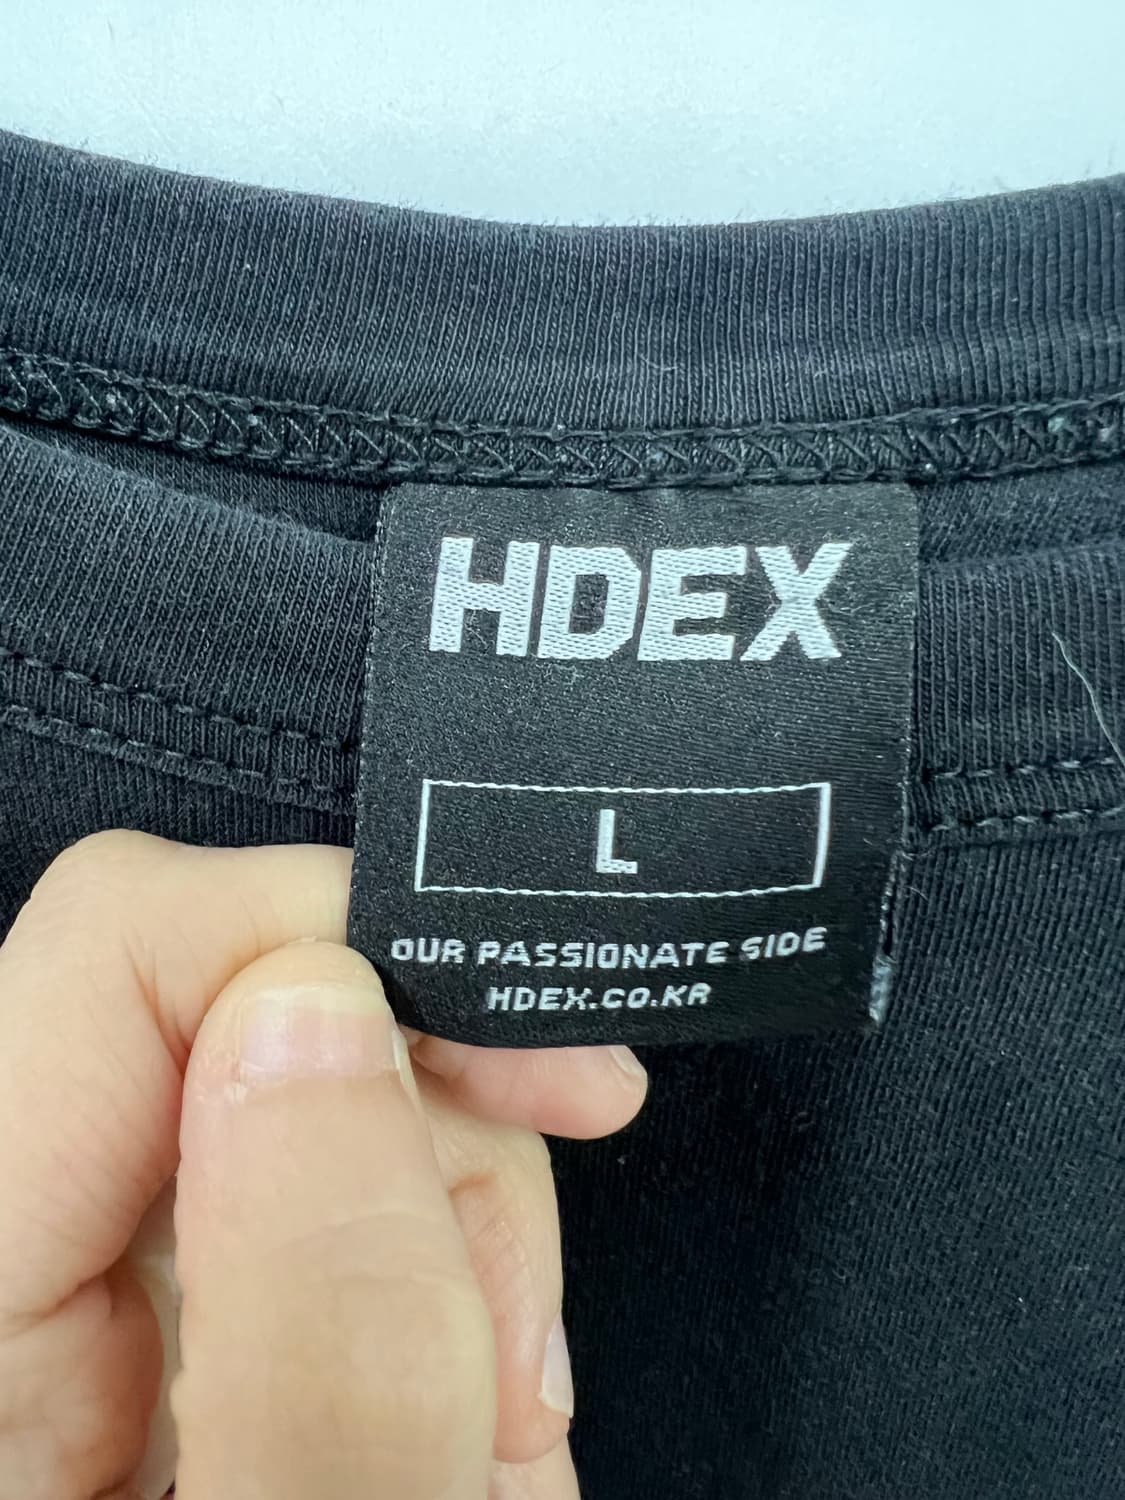 HDEX
L
OUR PASSIONATE SIDE
HDEX.CO.KR